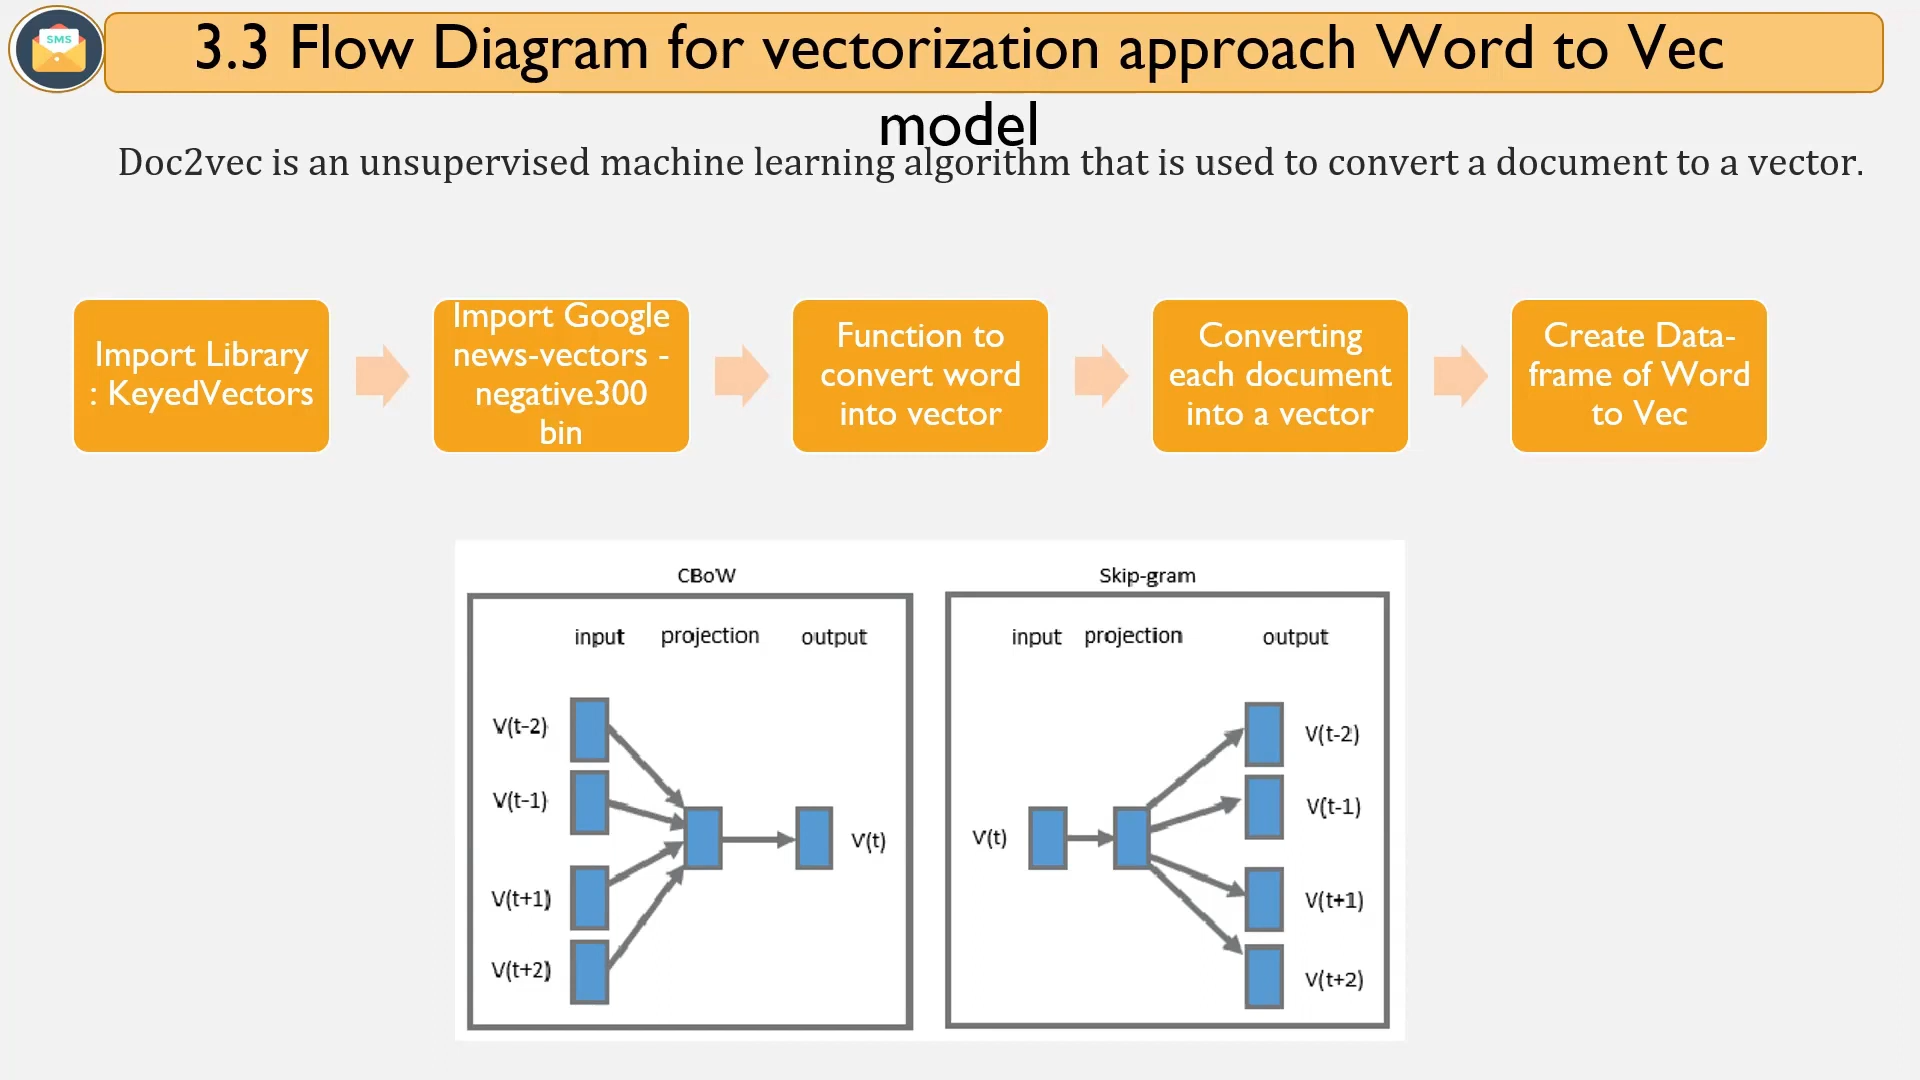 SMS
3.3 Flow Diagram for vectorization approach Word to Vec
model
Doc2vec is an unsupervised machine learning algorithm that is used to convert a document to a vector.
Import Library
: KeyedVectors
Import Google
news-vectors -
negative300
bin
Function to
convert word
into vector
Converting
each document
into a vector
Create Data-
frame of Word
to Vec
CBoW
input projection output
V(t-2)
V(t-1)
V(t+1)
V(t+2)
V(t)
Skip-gram
input projection output
V(t)
V(t-2)
V(t-1)
V(t+1)
V(t+2)